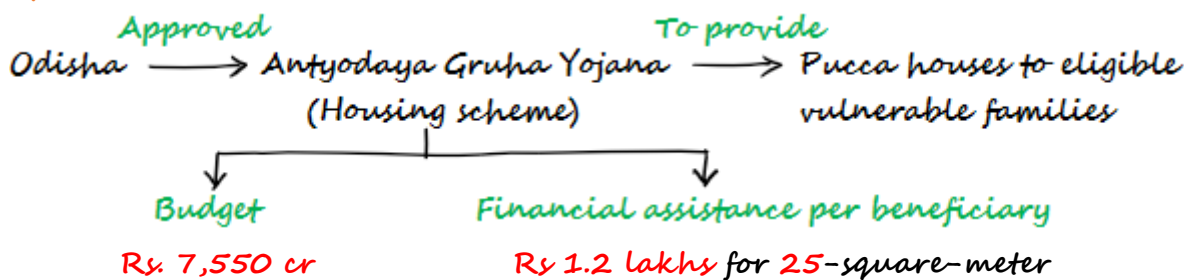 Approved To provide
Odisha Antyodaya Gruha Yojana Pucca houses to eligible
(Housing scheme) vulnerable families
Budget Financial assistance per beneficiary
Rs. 7,550 cr Rs 1.2 lakhs for 25-square-meter